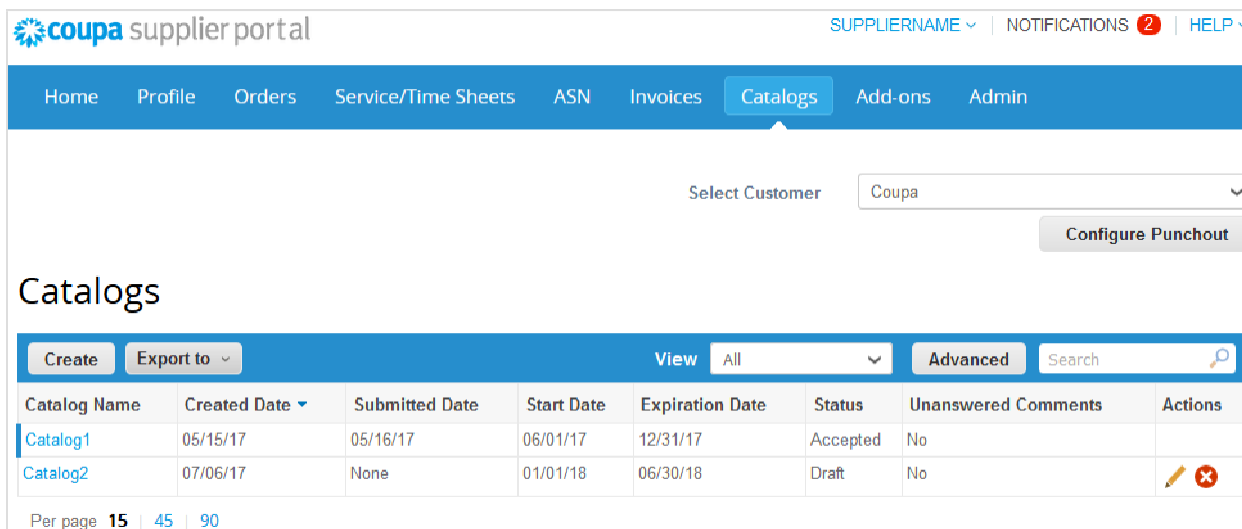 coupa supplier portal
SUPPLIERNAME NOTIFICATIONS 2 HELP
Home Profile Orders Service/Time Sheets ASN Invoices Catalogs Add-ons Admin
Select Customer Coupa
Configure Punchout
Catalogs
Create Export to View All Advanced Search
Catalog Name Created Date Submitted Date Start Date Expiration Date Status Unanswered Comments Actions
Catalog1 05/15/17 05/16/17 06/01/17 12/31/17 Accepted No
Catalog2 07/06/17 None 01/01/18 06/30/18 Draft No
Per page 15 | 45 | 90